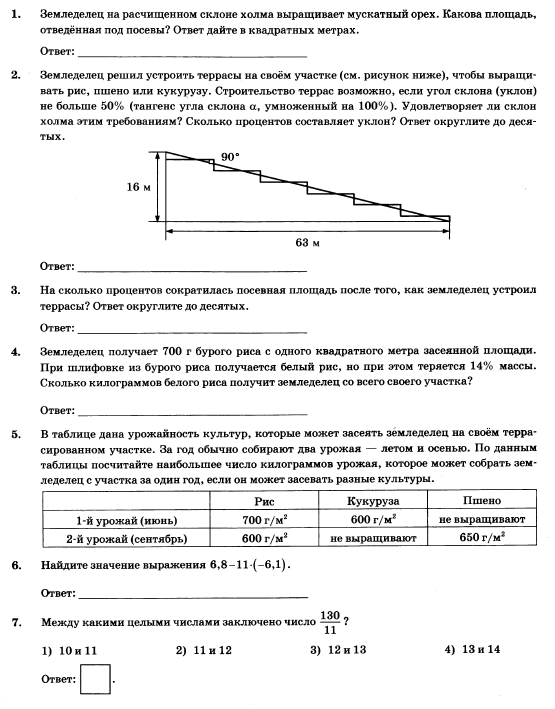 1. Земледелец на расчищенном склоне холма выращивает мускатный орех. Какова площадь,
отведённая под посевы? Ответ дайте в квадратных метрах.
Ответ:
2. Земледелец решил устроить террасы на своём участке (см. рисунок ниже), чтобы выращи-
вать рис, пшено или кукурузу. Строительство террас возможно, если угол склона (уклон)
не больше 50% (тангенс угла склона α, умноженный на 100%). Удовлетворяет ли склон
холма этим требованиям? Сколько процентов составляет уклон? Ответ округлите до деся-
тых.
90°
16 м
63 м
Ответ:
3. На сколько процентов сократилась посевная площадь после того, как земледелец устроил
террасы? Ответ округлите до десятых.
Ответ:
4. Земледелец получает 700 г бурого риса с одного квадратного метра засеянной площади.
При шлифовке из бурого риса получается белый рис, но при этом теряется 14% массы.
Сколько килограммов белого риса получит земледелец со всего своего участка?
Ответ:
5. В таблице дана урожайность культур, которые может засеять земледелец на своём терра-
сированном участке. За год обычно собирают два урожая — летом и осенью. По данным
таблицы посчитайте наибольшее число килограммов урожая, которое может собрать зем-
леделец с участка за один год, если он может засевать разные культуры.
Рис Кукуруза Пшено
1-й урожай (июнь) 700 г/м² 600 г/м² не выращивают
2-й урожай (сентябрь) 600 г/м² не выращивают 650 г/м²
6. Найдите значение выражения 6,8–11·(–6,1).
Ответ:
7. Между какими целыми числами заключено число 130/11 ?
1) 10 и 11 2) 11 и 12 3) 12 и 13 4) 13 и 14
Ответ: .